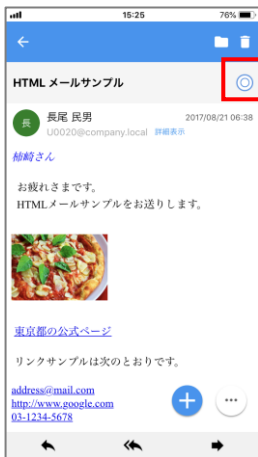 15:25
76%
HTML メールサンプル
長
長尾 民男
2017/08/21 06:38
U0020@company.local 詳細表示
柿崎さん
お疲れさまです。
HTMLメールサンプルをお送りします。
東京都の公式ページ
リンクサンプルは次のとおりです。
address@mail.com
http://www.google.com
03-1234-5678